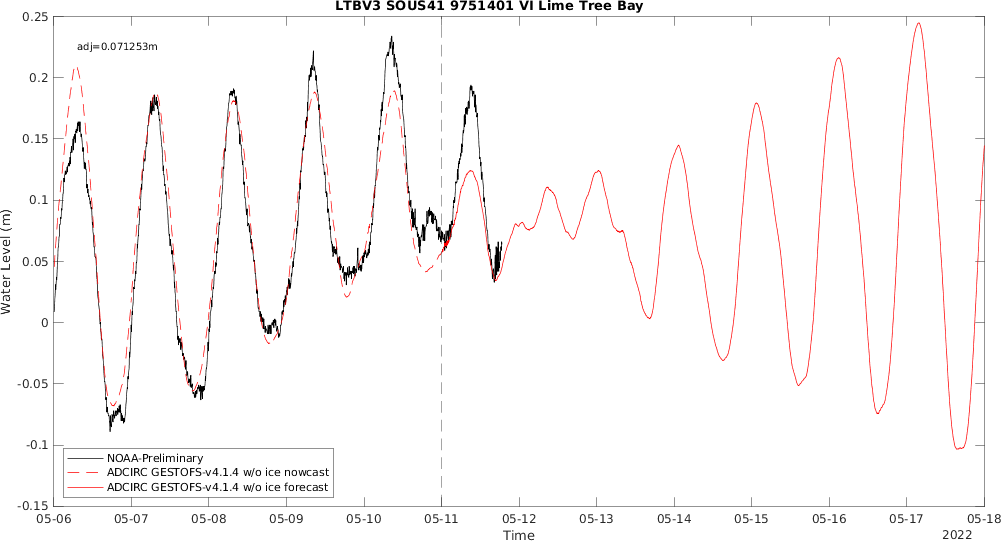 LTBV3 SOUS41 9751401 VI Lime Tree Bay
0.25
adj=0.071253m
0.2
0.15
0.1
0.05
0
-0.05
-0.1
-0.15
Water Level (m)
NOAA-Preliminary
ADCIRC GESTOFS-v4.1.4 w/o ice nowcast
ADCIRC GESTOFS-v4.1.4 w/o ice forecast
05-06 05-07 05-08 05-09 05-10 05-11 05-12 05-13 05-14 05-15 05-16 05-17 05-18
Time
2022